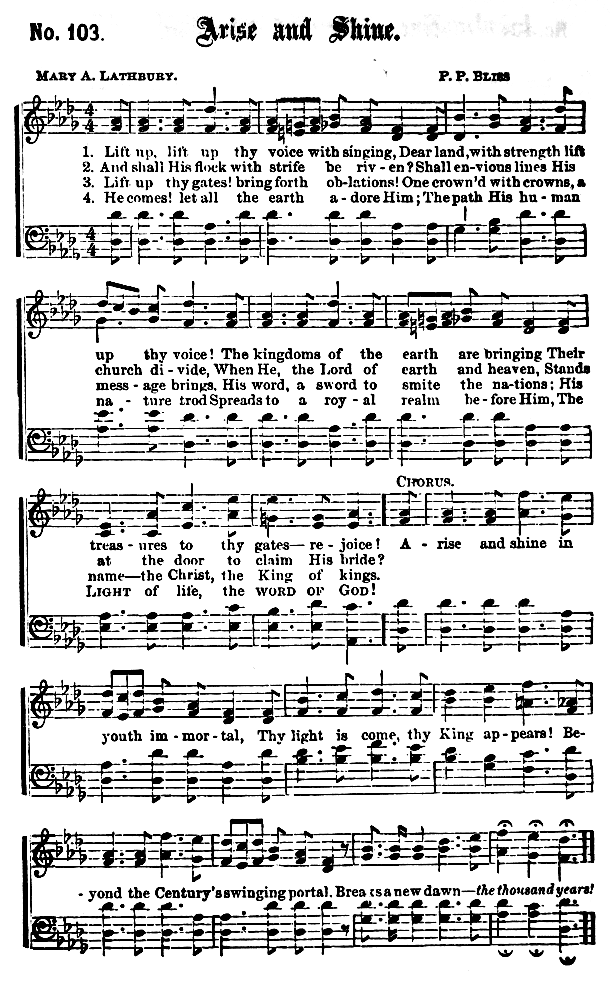 No. 103. Arise and Shine.
MARY A. LATHBURY. P. P. BLISS
1. Lift up, lift up thy voice with singing, Dear land, with strength lift
2. And shall His flock with strife be riv - en? Shall envious lines His
3. Lift up thy gates! bring forth ob-lations! One crown'd with crowns, a
4. He comes! let all the earth a - dore Him; The path His hu - man
up thy voice! The kingdoms of the earth are bringing Their
church di - vide, When He, the Lord of earth and heaven, Stands
mess - age brings, His word, a sword to smite the na - tions; His
na - ture trod Spreads to a roy - al realm be - fore Him, The
CHORUS.
treas - ures to thy gates—re - joice! A - rise and shine in
at the door to claim His bride?
name—the Christ, the King of kings.
LIGHT of life, the WORD OF GOD!
youth im - mor - tal, Thy light is come, thy King ap - pears! Be-
- yond the Century's swinging portal. Breaks a new dawn—the thousand years!